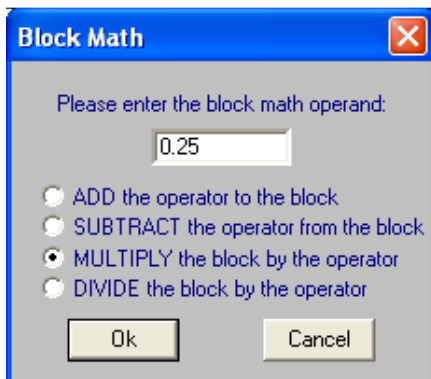 Block Math
Please enter the block math operand:
0.25
ADD the operator to the block
SUBTRACT the operator from the block
MULTIPLY the block by the operator
DIVIDE the block by the operator
Ok Cancel